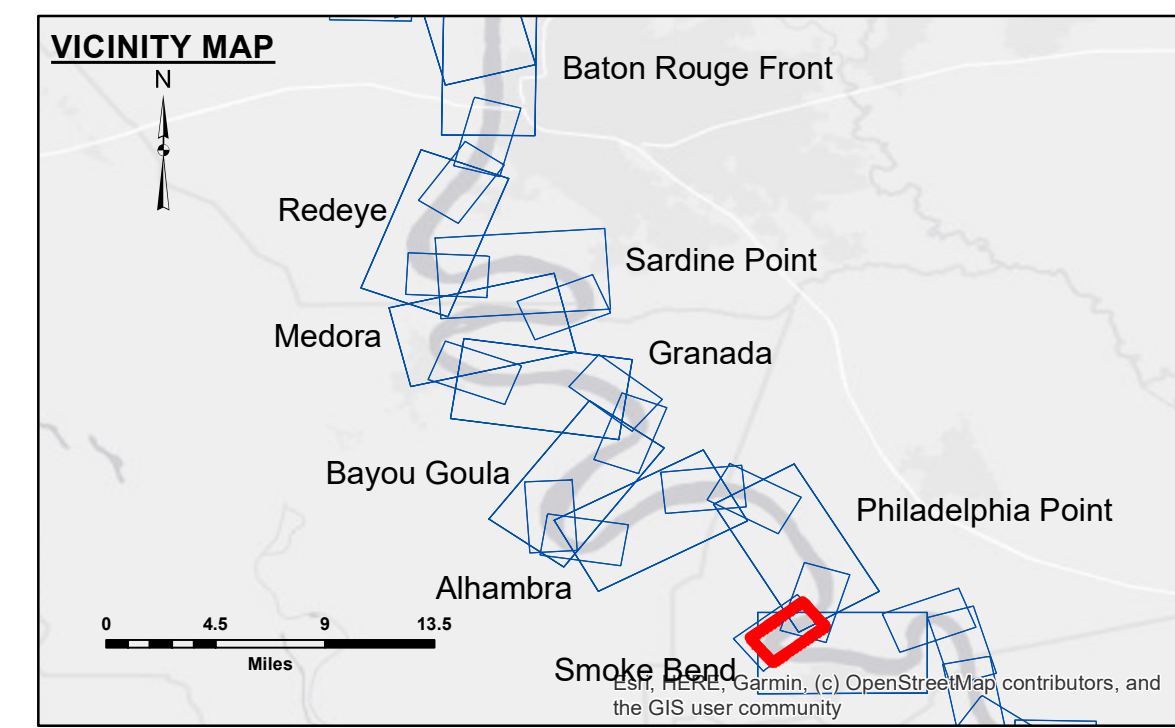 VICINITY MAP
N
Baton Rouge Front
Redeye
Sardine Point
Medora
Granada
Bayou Goula
Philadelphia Point
Alhambra
0 4.5 9 13.5
Miles
Smoke Bend
Esri, HERE, Garmin, (c) OpenStreetMap contributors, and
the GIS user community